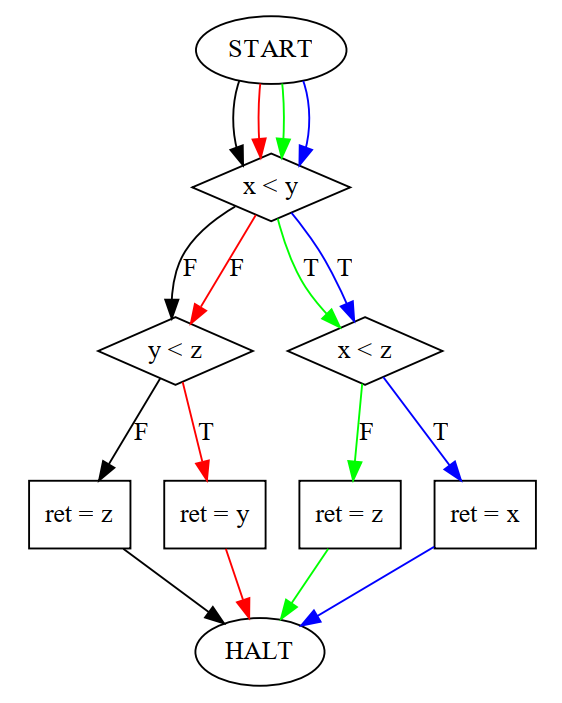 START
x < y
F F T T
y < z x < z
F T F T
ret = z ret = y ret = z ret = x
HALT